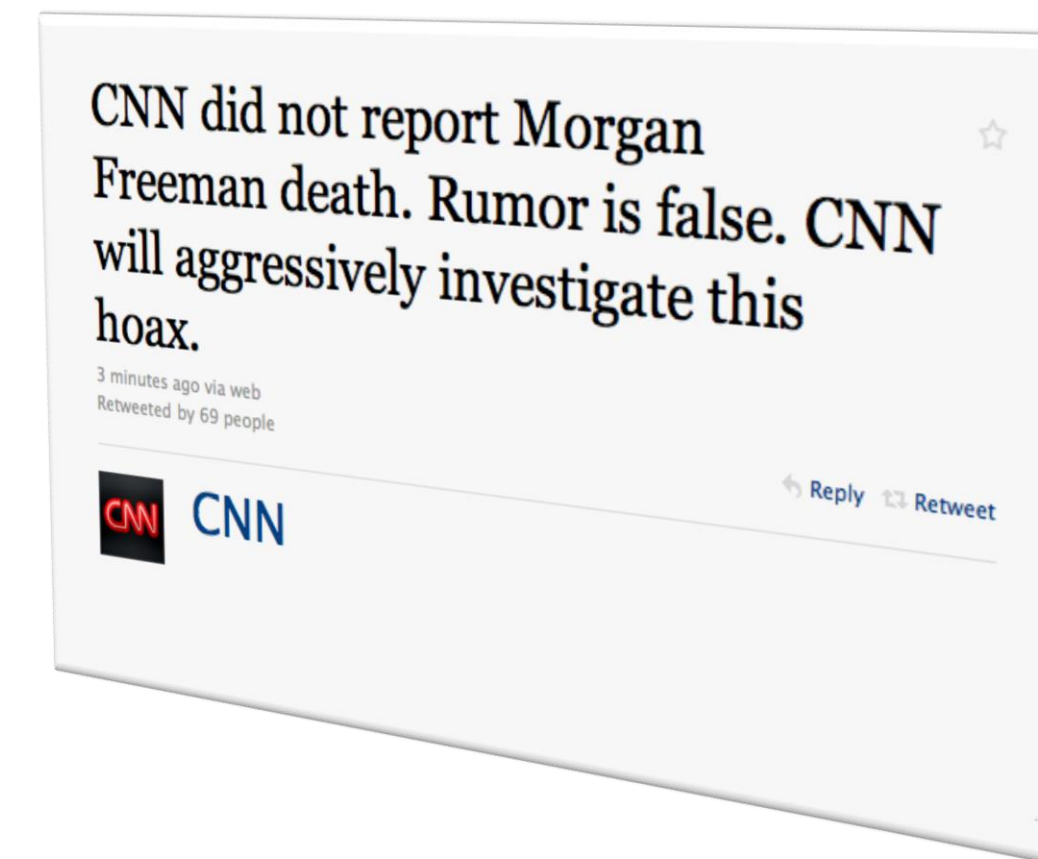 CNN did not report Morgan
Freeman death. Rumor is false. CNN
will aggressively investigate this
hoax.
3 minutes ago via web
Retweeted by 69 people
Reply Retweet
CNN CNN